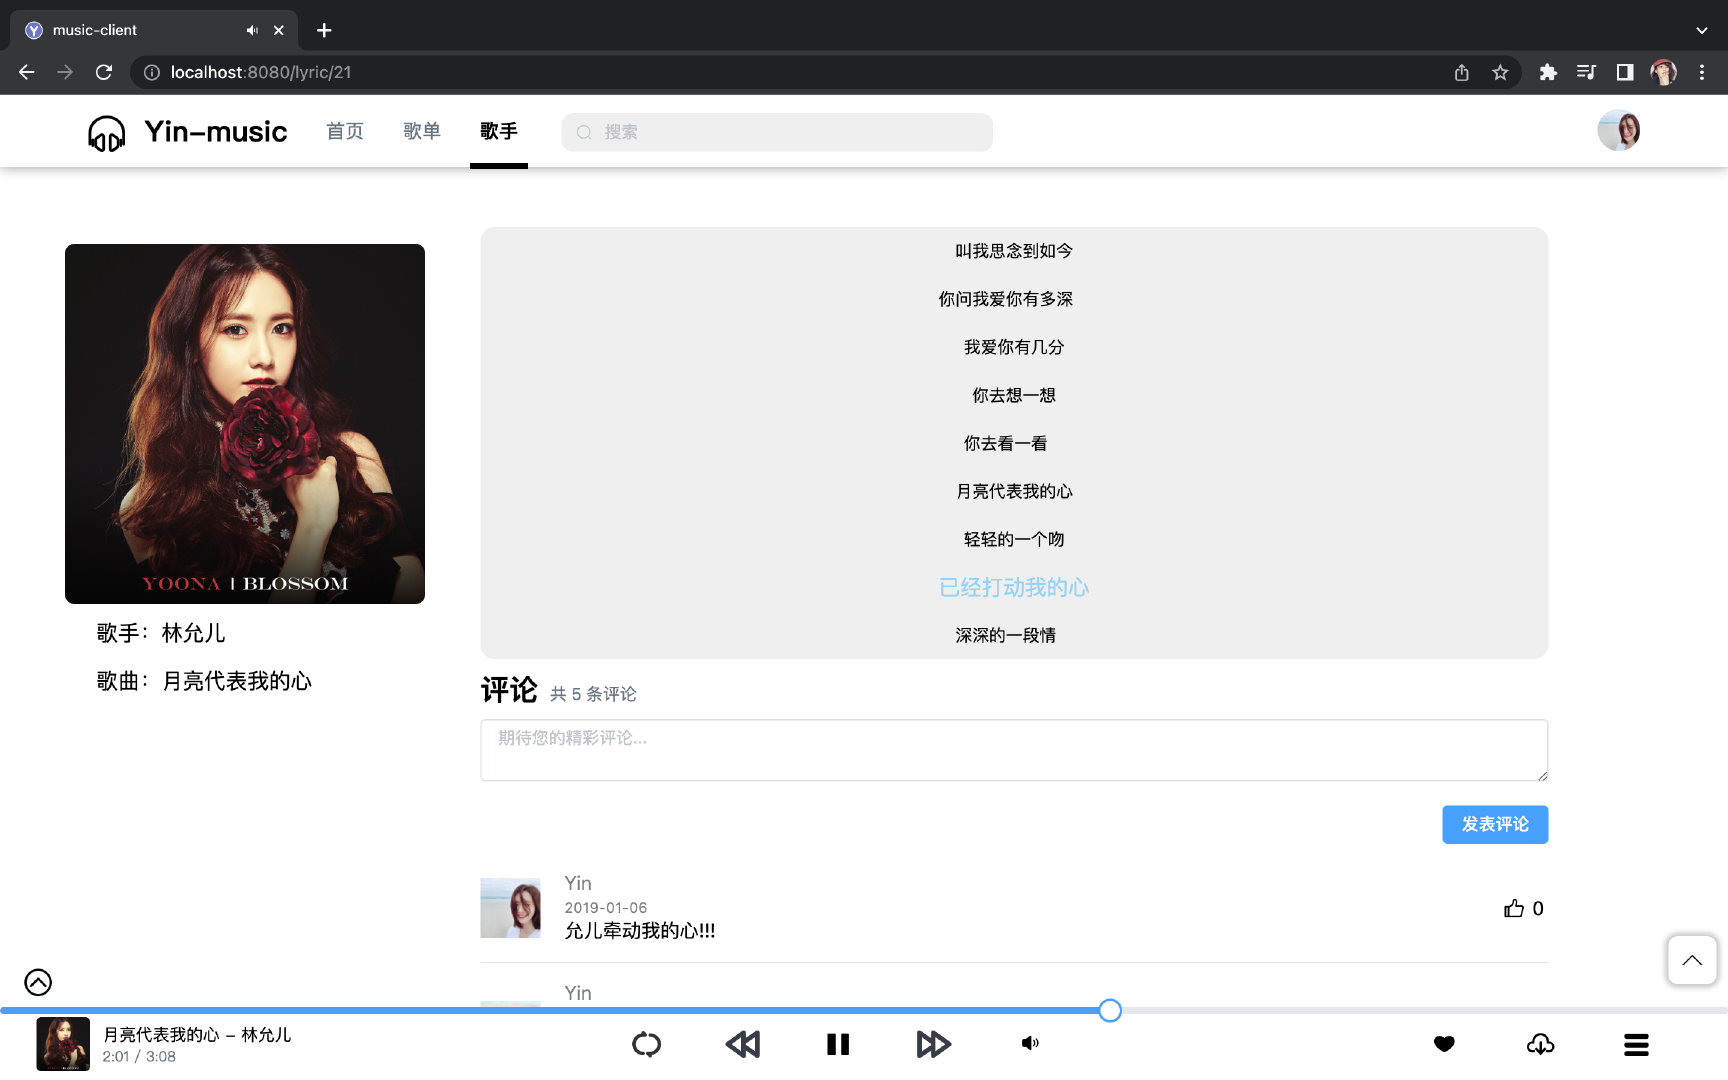 music-client
localhost:8080/lyric/21
Yin-music 首页 歌单 歌手 搜索
YOONA | BLOSSOM
歌手：林允儿
歌曲：月亮代表我的心
叫我思念到如今
你问我爱你有多深
我爱你有几分
你去想一想
你去看一看
月亮代表我的心
轻轻的一个吻
已经打动我的心
深深的一段情
评论 共 5 条评论
期待您的精彩评论...
发表评论
Yin
2019-01-06
允儿牵动我的心!!!
0
Yin
月亮代表我的心 - 林允儿
2:01 / 3:08